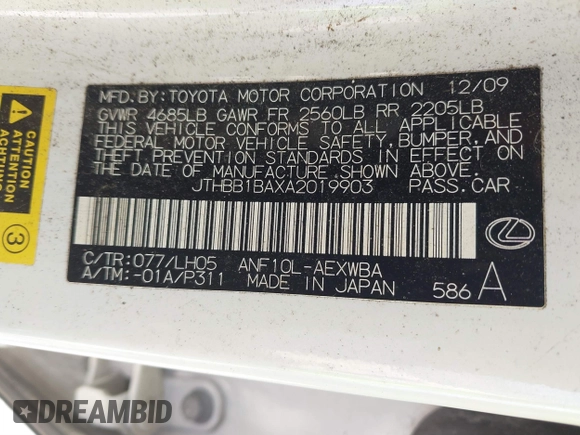 MFD. BY: TOYOTA MOTOR CORPORATION 12/09
GVWR 4685LB GAWR FR 2560LB RR 2205LB
THIS VEHICLE CONFORMS TO ALL APPLICABLE
FEDERAL MOTOR VEHICLE SAFETY, BUMPER, AND
THEFT PREVENTION STANDARDS IN EFFECT ON
THE DATE OF MANUFACTURE SHOWN ABOVE.
JTHBB1BAXA2019903 PASS. CAR
C/TR: 077/LH05 ANF10L-AEXWBA
A/TM: -01A/P311 MADE IN JAPAN
586 A
3
DREAMBID